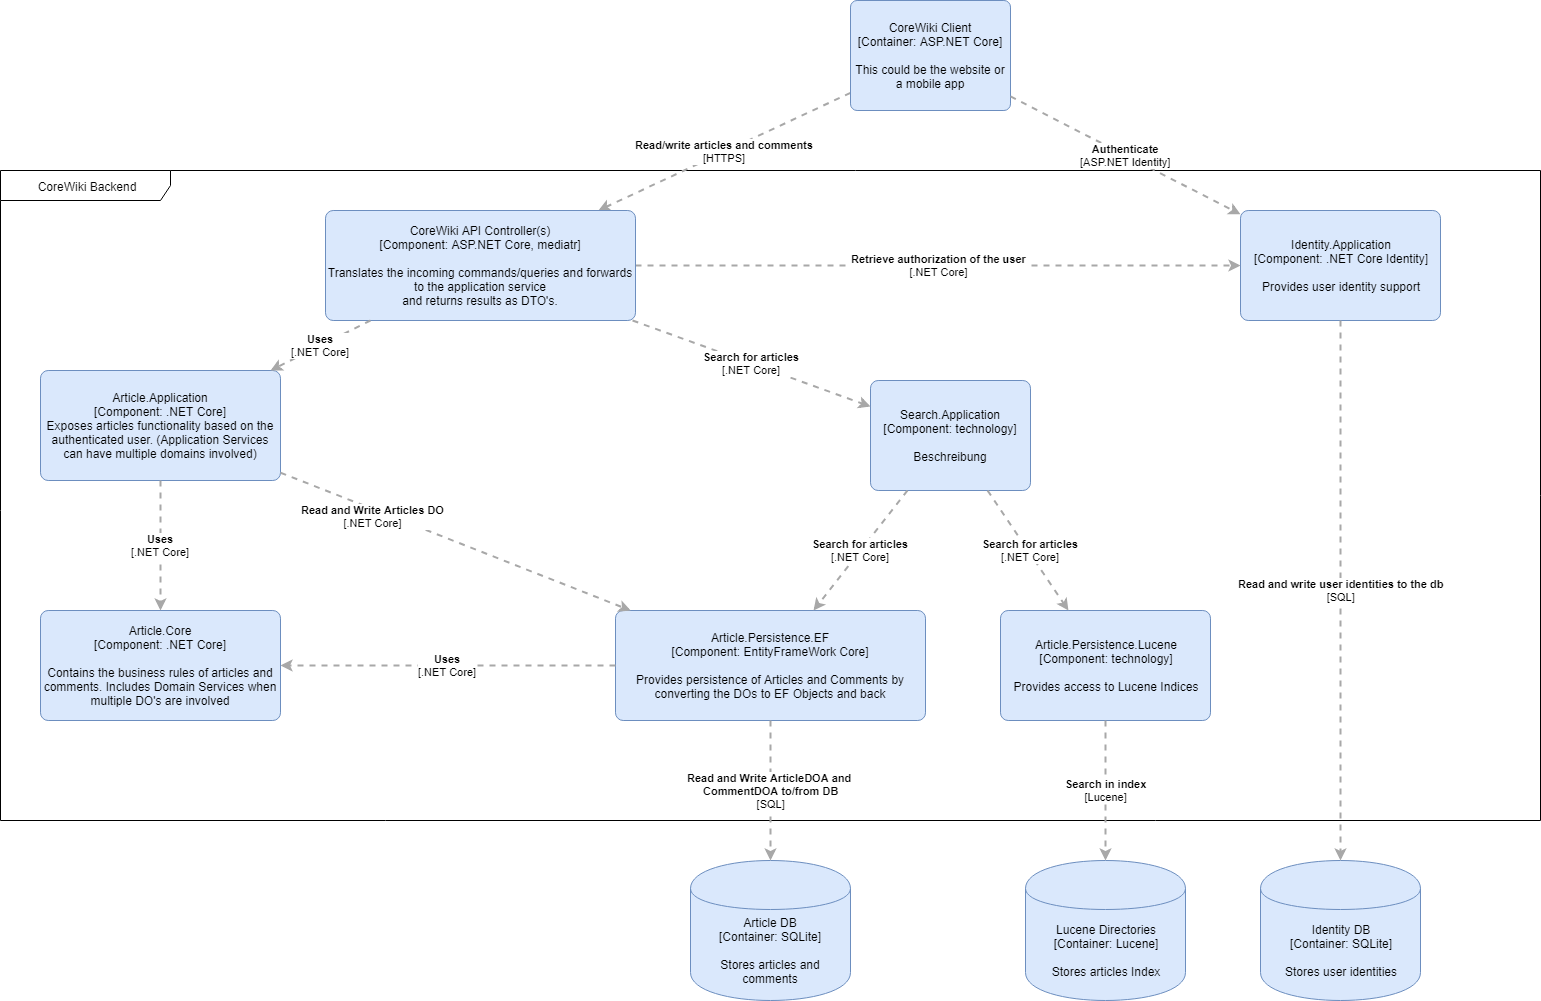 CoreWiki Client
[Container: ASP.NET Core]
This could be the website or
a mobile app
Read/write articles and comments
[HTTPS]
Authenticate
[ASP.NET Identity]
CoreWiki Backend
CoreWiki API Controller(s)
[Component: ASP.NET Core, mediatr]
Translates the incoming commands/queries and forwards
to the application service
and returns results as DTO's.
Retrieve authorization of the user
[.NET Core]
Identity.Application
[Component: .NET Core Identity]
Provides user identity support
Uses
[.NET Core]
Search for articles
[.NET Core]
Article.Application
[Component: .NET Core]
Exposes articles functionality based on the
authenticated user. (Application Services
can have multiple domains involved)
Search.Application
[Component: technology]
Beschreibung
Read and Write Articles DO
[.NET Core]
Uses
[.NET Core]
Search for articles
[.NET Core]
Search for articles
[.NET Core]
Read and write user identities to the db
[SQL]
Article.Core
[Component: .NET Core]
Contains the business rules of articles and
comments. Includes Domain Services when
multiple DO's are involved
Uses
[.NET Core]
Article.Persistence.EF
[Component: EntityFrameWork Core]
Provides persistence of Articles and Comments by
converting the DOs to EF Objects and back
Article.Persistence.Lucene
[Component: technology]
Provides access to Lucene Indices
Read and Write ArticleDOA and
CommentDOA to/from DB
[SQL]
Search in index
[Lucene]
Article DB
[Container: SQLite]
Stores articles and
comments
Lucene Directories
[Container: Lucene]
Stores articles Index
Identity DB
[Container: SQLite]
Stores user identities